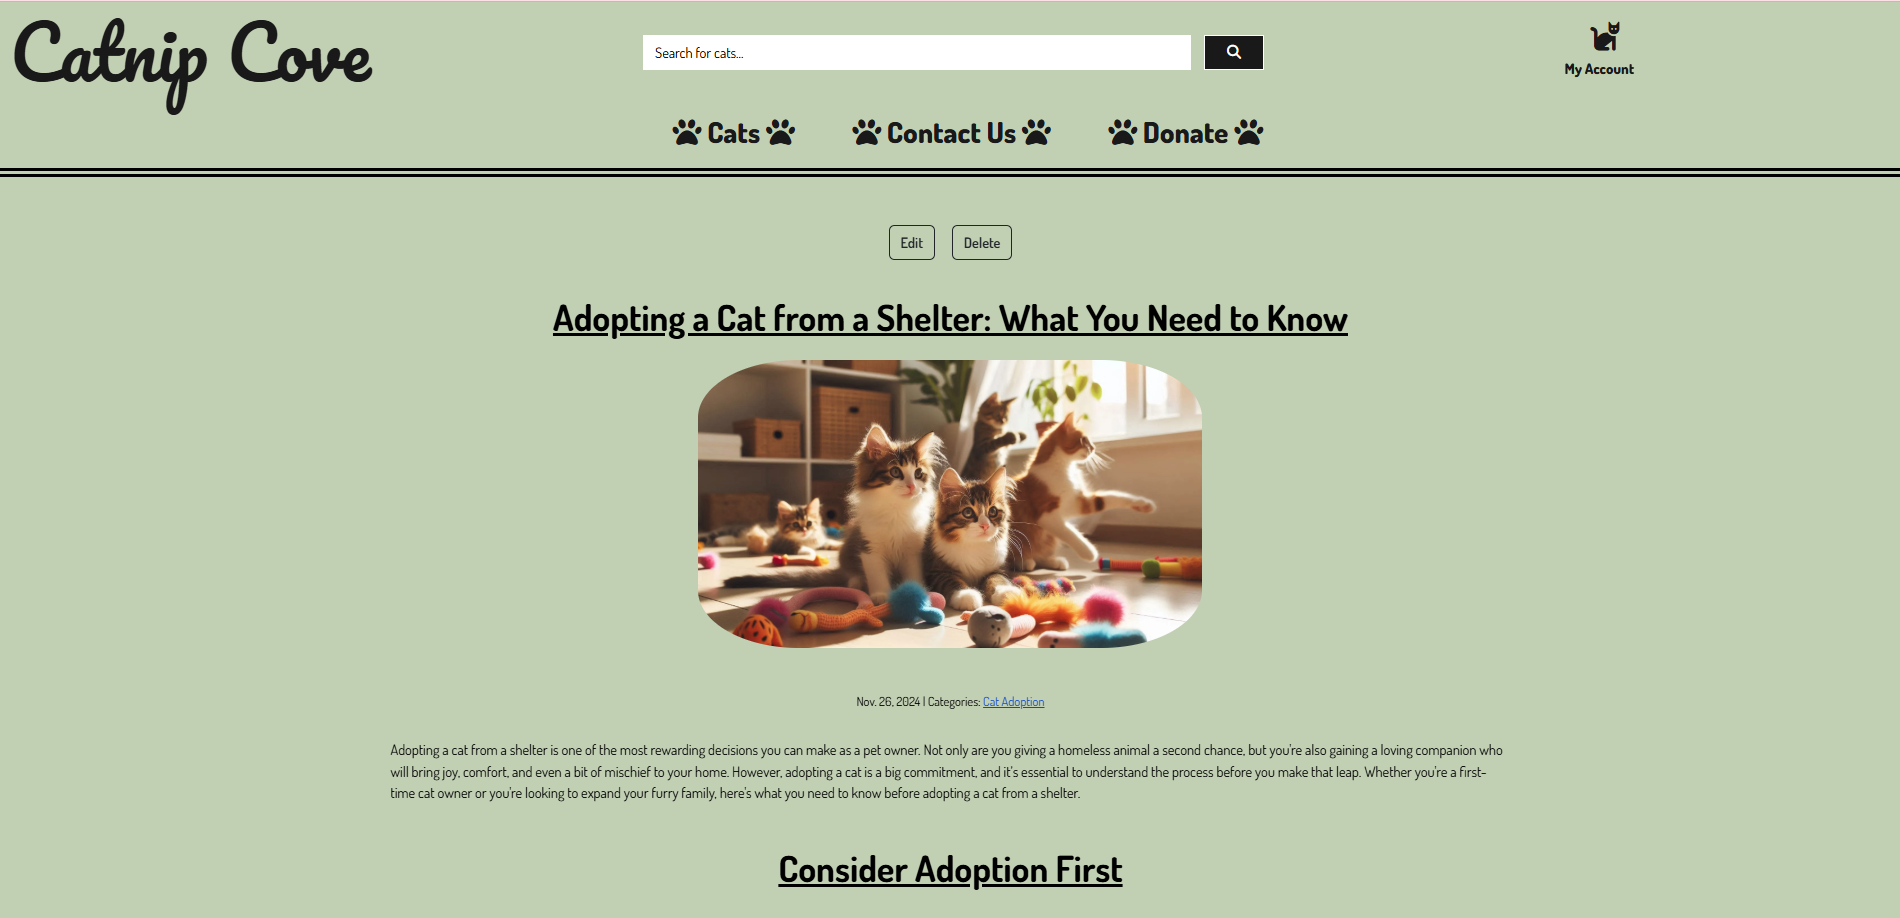 Catnip Cove
Search for cats...
My Account
Cats
Contact Us
Donate
Edit
Delete
Adopting a Cat from a Shelter: What You Need to Know
Nov. 26, 2024 | Categories: Cat Adoption
Adopting a cat from a shelter is one of the most rewarding decisions you can make as a pet owner. Not only are you giving a homeless animal a second chance, but you're also gaining a loving companion who
will bring joy, comfort, and even a bit of mischief to your home. However, adopting a cat is a big commitment, and it's essential to understand the process before you make that leap. Whether you're a first-
time cat owner or you're looking to expand your furry family, here's what you need to know before adopting a cat from a shelter.
Consider Adoption First